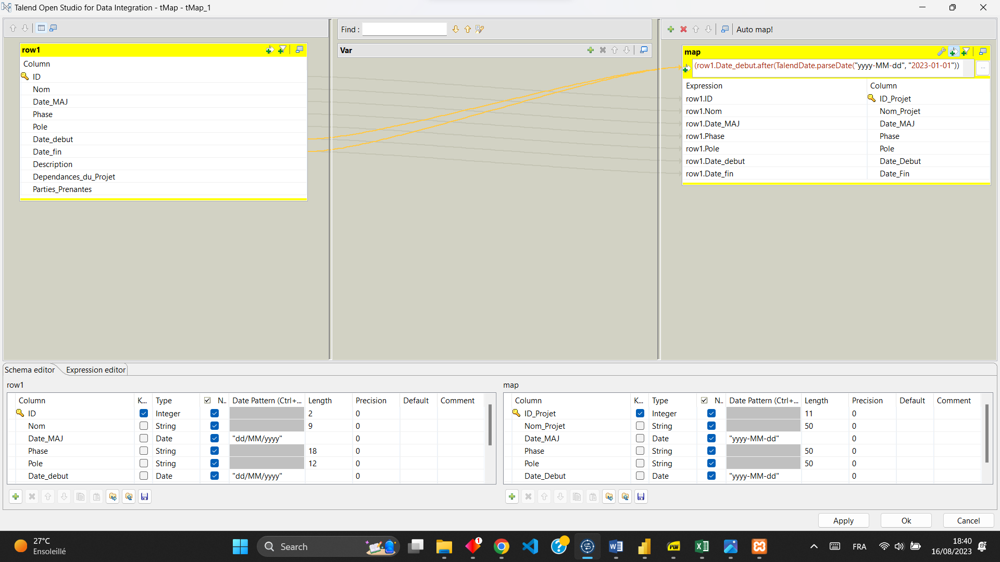 Talend Open Studio for Data Integration - tMap - tMap_1
Find :
Auto map!
row1
Column
ID
Nom
Date_MAJ
Phase
Pole
Date_debut
Date_fin
Description
Dependances_du_Projet
Parties_Prenantes
Var
map
(row1.Date_debut.after(TalendDate.parseDate("yyyy-MM-dd", "2023-01-01"))
...
Expression Column
row1.ID ID_Projet
row1.Nom Nom_Projet
row1.Date_MAJ Date_MAJ
row1.Phase Phase
row1.Pole Pole
row1.Date_debut Date_Debut
row1.Date_fin Date_Fin
Schema editor Expression editor
row1
Column K... Type N.. Date Pattern (Ctrl+... Length Precision Default Comment
ID Integer 2 0
Nom String 9 0
Date_MAJ Date "dd/MM/yyyy" 0
Phase String 18 0
Pole String 12 0
Date_debut Date "dd/MM/yyyy" 0
map
Column K... Type N.. Date Pattern (Ctrl+... Length Precision Default Comment
ID_Projet Integer 11 0
Nom_Projet String 50 0
Date_MAJ Date "yyyy-MM-dd" 0
Phase String 50 0
Pole String 50 0
Date_Debut Date "yyyy-MM-dd" 0
Apply Ok Cancel
27°C
Ensoleillé
Search
1
PDF
FRA
18:40
16/08/2023